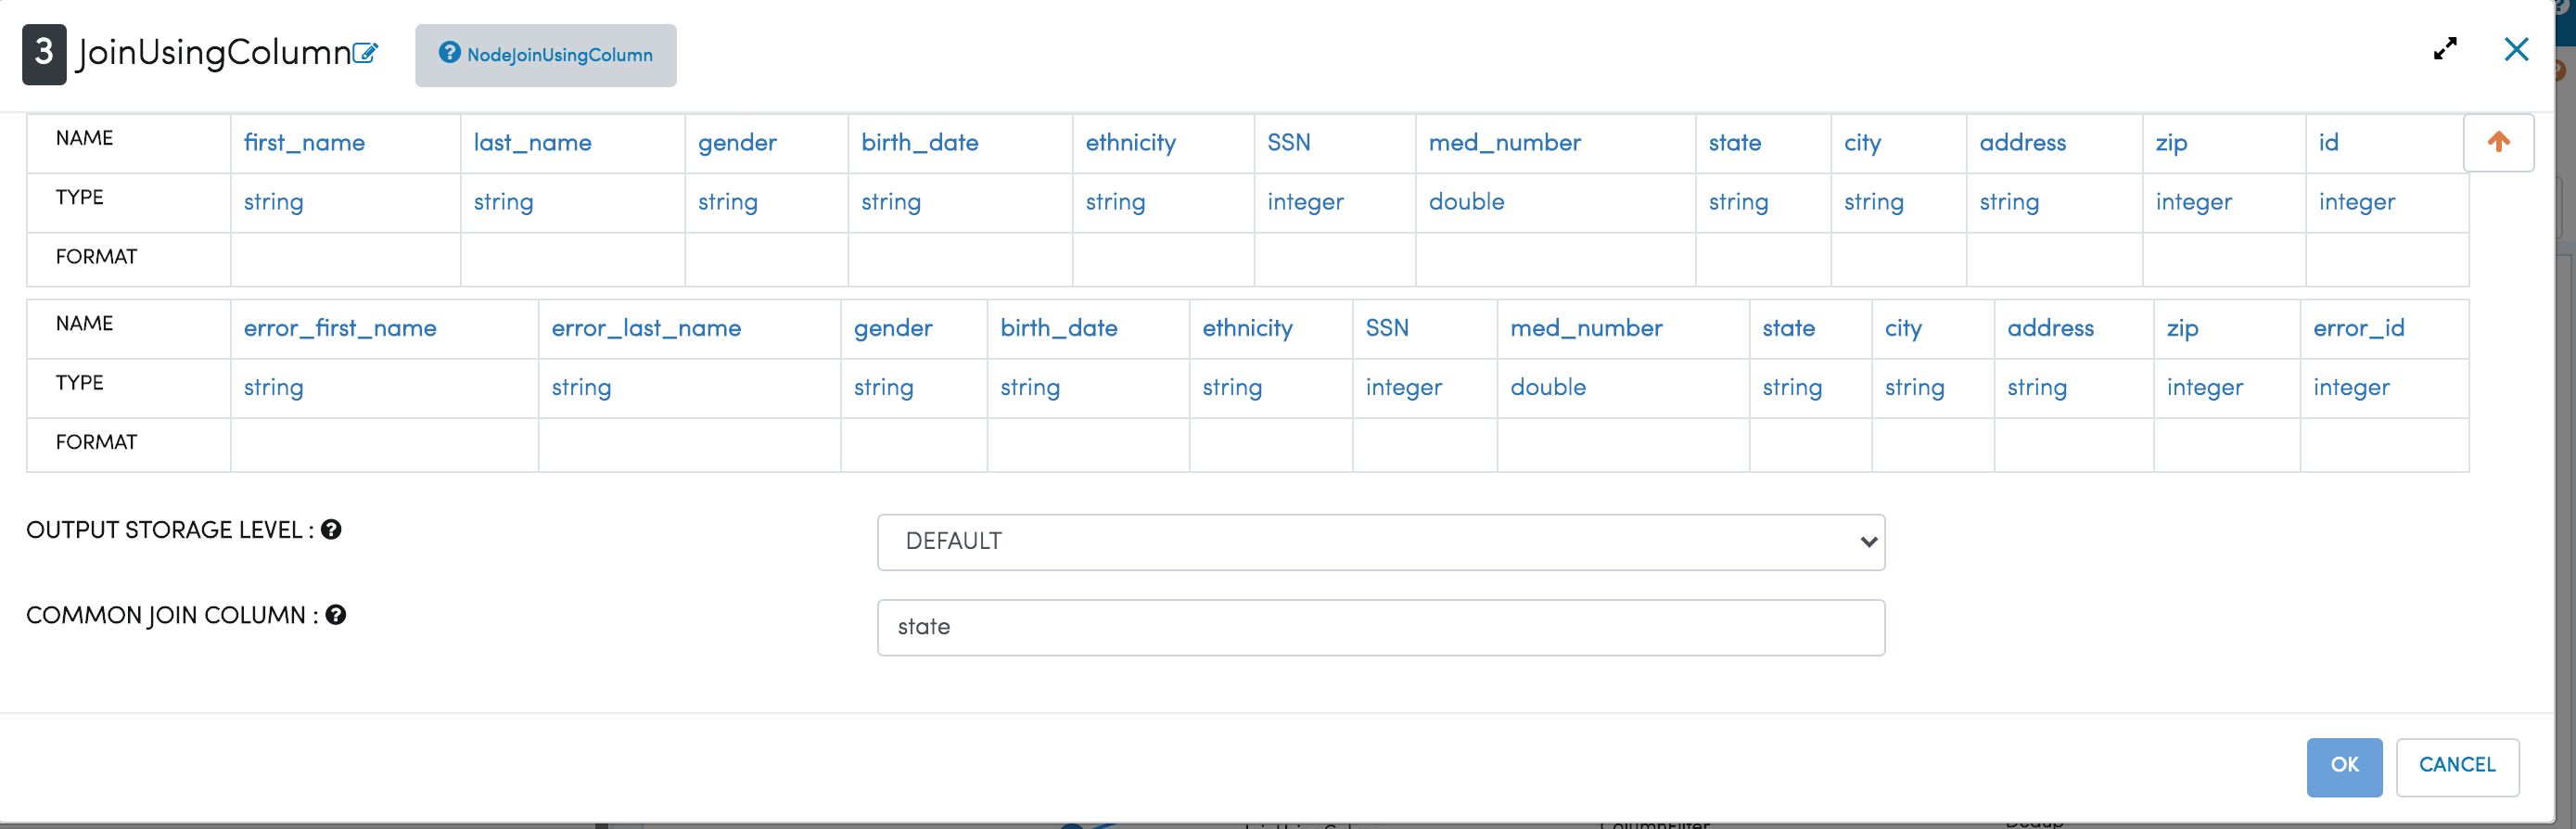 3 JoinUsingColumn NodeJoinUsingColumn
NAME first_name last_name gender birth_date ethnicity SSN med_number state city address zip id
TYPE string string string string string integer double string string string integer integer
FORMAT
NAME error_first_name error_last_name gender birth_date ethnicity SSN med_number state city address zip error_id
TYPE string string string string string integer double string string string integer integer
FORMAT
OUTPUT STORAGE LEVEL : DEFAULT
COMMON JOIN COLUMN : state
OK CANCEL